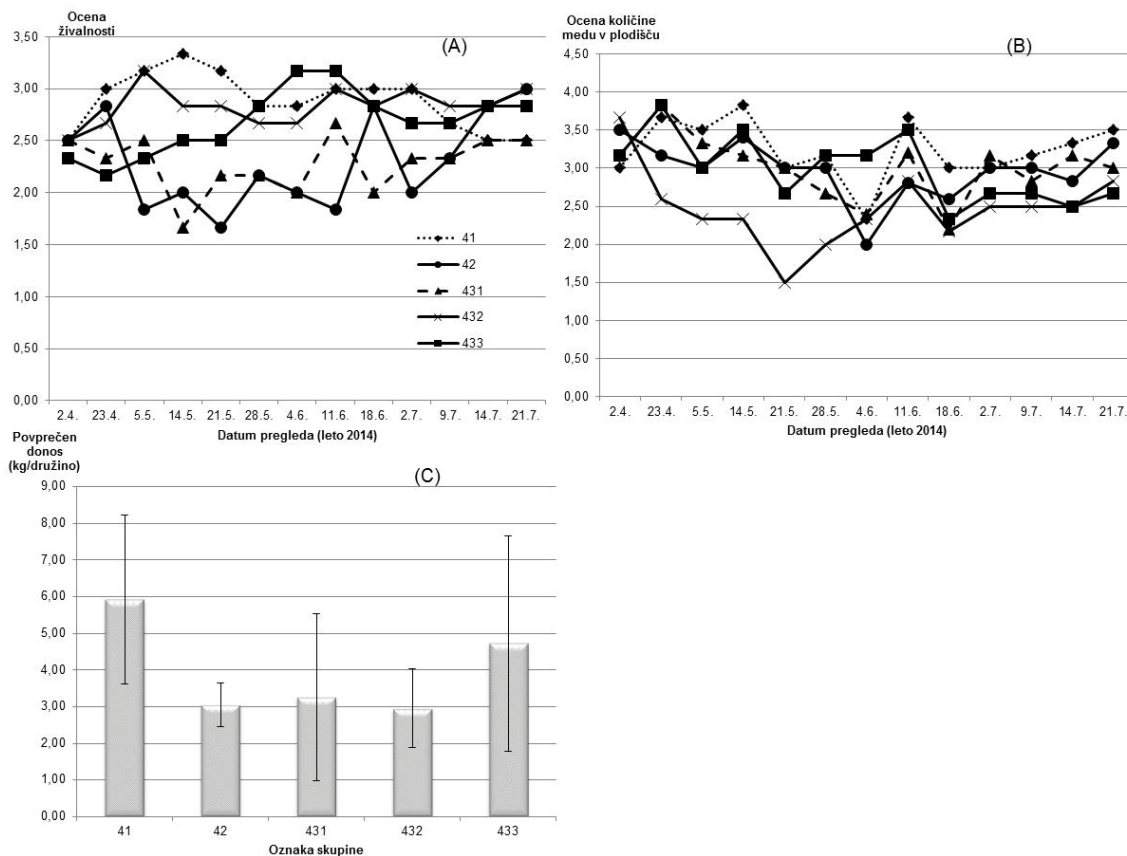 Ocena
živalnosti
(A)
3,50
3,00
2,50
2,00
1,50
1,00
0,50
0,00
41
42
431
432
433
2.4. 23.4. 5.5. 14.5. 21.5. 28.5. 4.6. 11.6. 18.6. 2.7. 9.7. 14.7. 21.7.
Datum pregleda (leto 2014)
Ocena količine
medu v plodišču
(B)
4,50
4,00
3,50
3,00
2,50
2,00
1,50
1,00
0,50
0,00
2.4. 23.4. 5.5. 14.5. 21.5. 28.5. 4.6. 11.6. 18.6. 2.7. 9.7. 14.7. 21.7.
Datum pregleda (leto 2014)
Povprečen
donos
(kg/družino)
(C)
9,00
8,00
7,00
6,00
5,00
4,00
3,00
2,00
1,00
0,00
41 42 431 432 433
Oznaka skupine